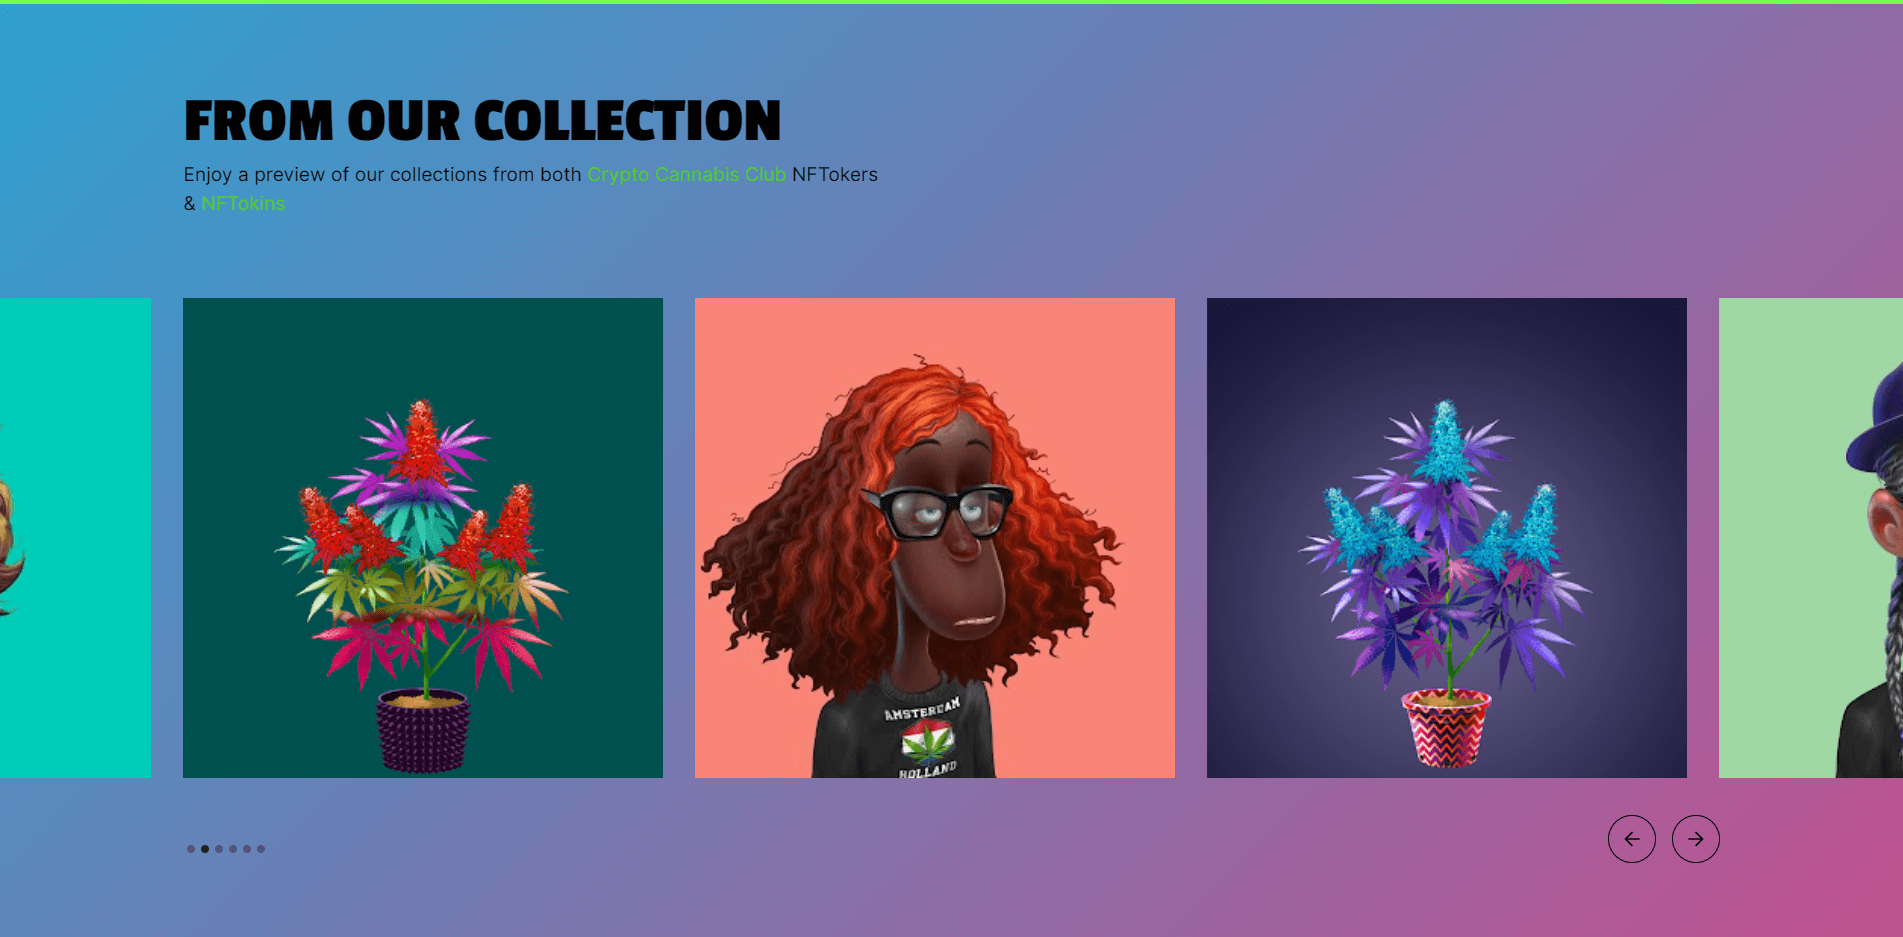 FROM OUR COLLECTION
Enjoy a preview of our collections from both Crypto Cannabis Club NFTokers
& NFTokins
AMSTERDAM
HOLLAND